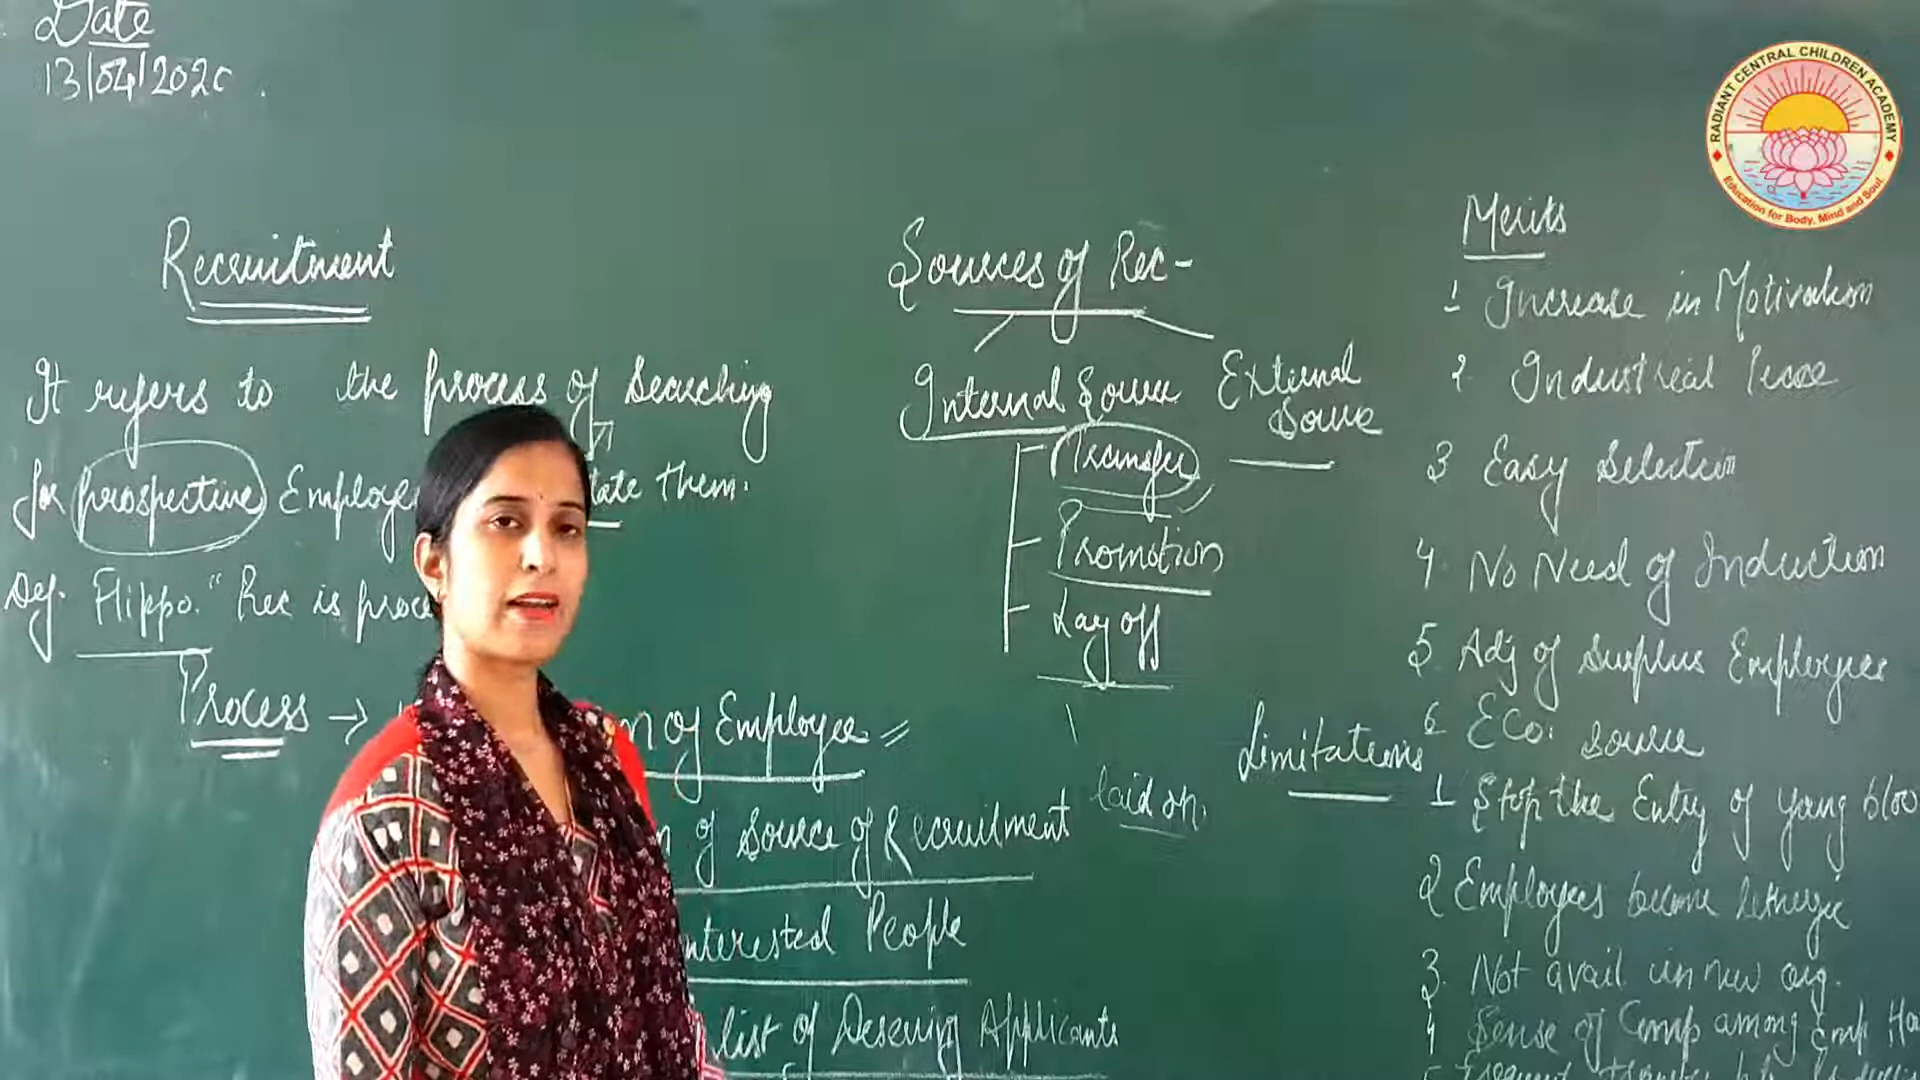 Date
13/04/2020
Recruitment
It refers to the process of Searching
for prospective Employee
ate them.
Def. Flippo. "Rec is proce
Process →
n of Employee
n of Source of Recruitment
nterested People
list of Deserving Applicants
Sources of Rec-
Internal Source
External
Source
Transfer
Promotion
Lay off
laid off
Merits
1 Increase in Motivation
2 Industrial Peace
3 Easy Selection
4. No Need of Induction
5 Adj of Surplus Employees
6 Eco. Source
Limitations
1 Stop the Entry of young bloo
2 Employees become lethergic
3. Not avail in new org.
4 Sense of Comp among Emp
RADIANT CENTRAL CHILDREN ACADEMY
Education for Body, Mind and Soul